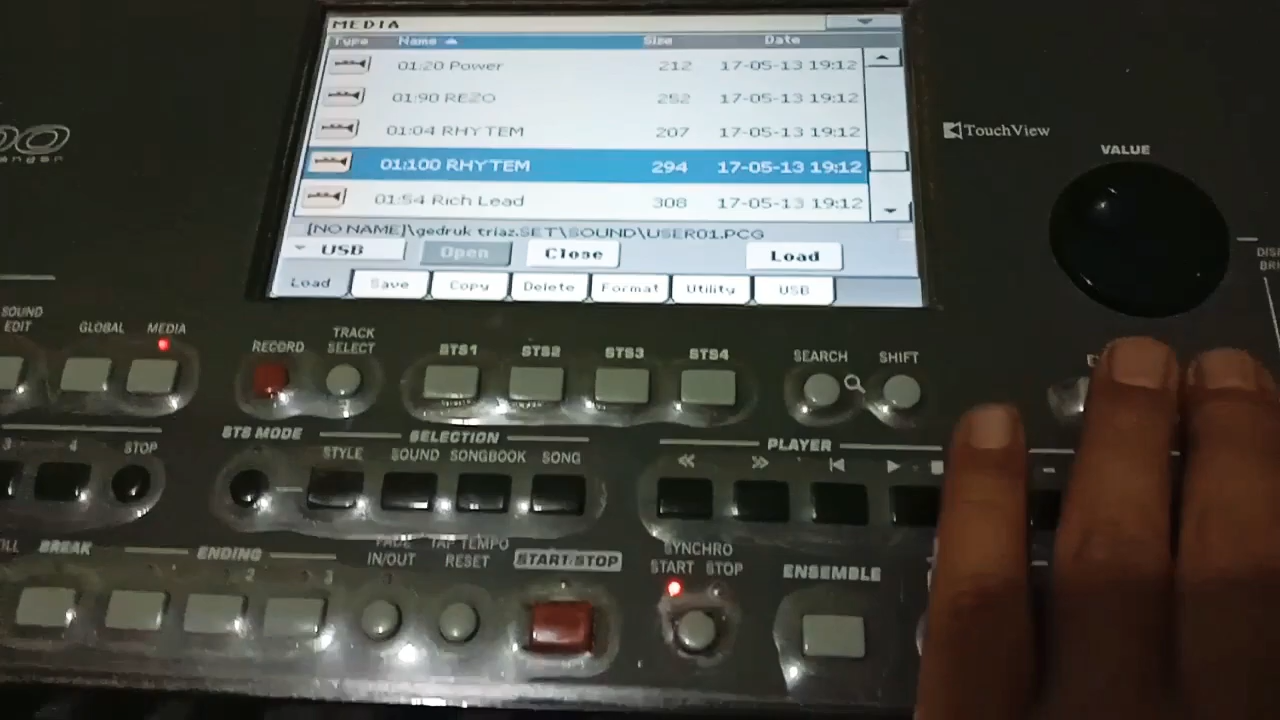 MEDIA
Type Name Size Date
01:20 Power 212 17-05-13 19:12
01:90 REZO 252 17-05-13 19:12
01:04 RHYTEM 207 17-05-13 19:12
01:100 RHYTEM 294 17-05-13 19:12
01:54 Rich Lead 308 17-05-13 19:12
[NO NAME]\gedruk triaz.SET\SOUND\USER01.PCG
USB Open Close Load
Load Save Copy Delete Format Utility USB
TouchView
VALUE
SOUND EDIT
GLOBAL
MEDIA
RECORD
TRACK SELECT
STS1 STS2 STS3 STS4
SEARCH SHIFT
3 4 STOP
STS MODE
SELECTION
STYLE SOUND SONGBOOK SONG
PLAYER
BREAK
ENDING
2 3
IN/OUT
TAP TEMPO RESET
START/STOP
SYNCHRO
START STOP
ENSEMBLE